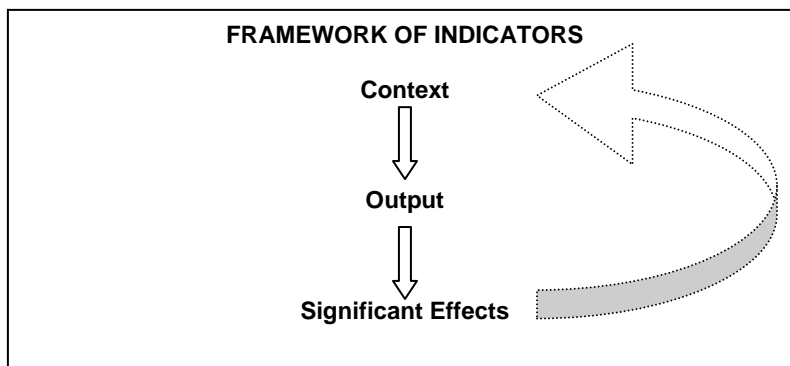 FRAMEWORK OF INDICATORS
Context
Output
Significant Effects